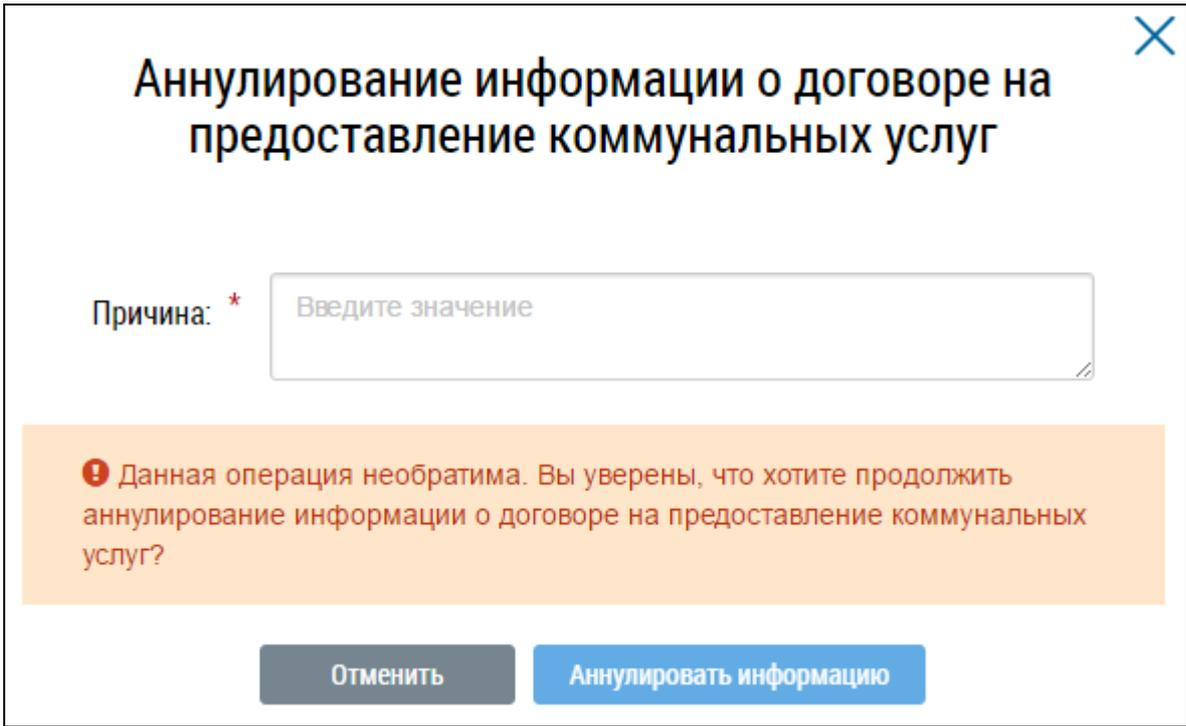 Аннулирование информации о договоре на
предоставление коммунальных услуг
Причина: * Введите значение
Данная операция необратима. Вы уверены, что хотите продолжить
аннулирование информации о договоре на предоставление коммунальных
услуг?
Отменить Аннулировать информацию